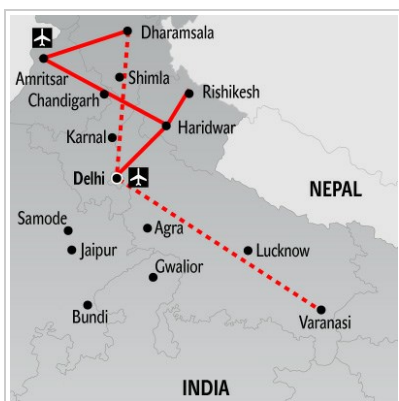 Dharamsala
Amritsar
Shimla
Chandigarh
Rishikesh
Haridwar
Karnal
Delhi
NEPAL
Samode
Agra
Jaipur
Lucknow
Gwalior
Bundi
Varanasi
INDIA